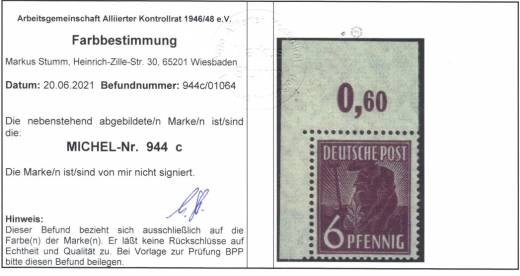 Arbeitsgemeinschaft Alliierter Kontrollrat 1946/48 e.V.
Farbbestimmung
Markus Stumm, Heinrich-Zille-Str. 30, 65201 Wiesbaden
Datum: 20.06.2021 Befundnummer: 944c/01064
Die nebenstehend abgebildete/n Marke/n ist/sind
die:
MICHEL-Nr. 944 c
Die Marke/n ist/sind von mir nicht signiert.
Hinweis:
Dieser Befund bezieht sich ausschließlich auf die
Farbe(n) der Marke(n). Er läßt keine Rückschlüsse auf
Echtheit und Qualität zu. Bei Vorlage zur Prüfung BPP
bitte diesen Befund beilegen.
0,60
DEUTSCHE POST
6 PFENNIG